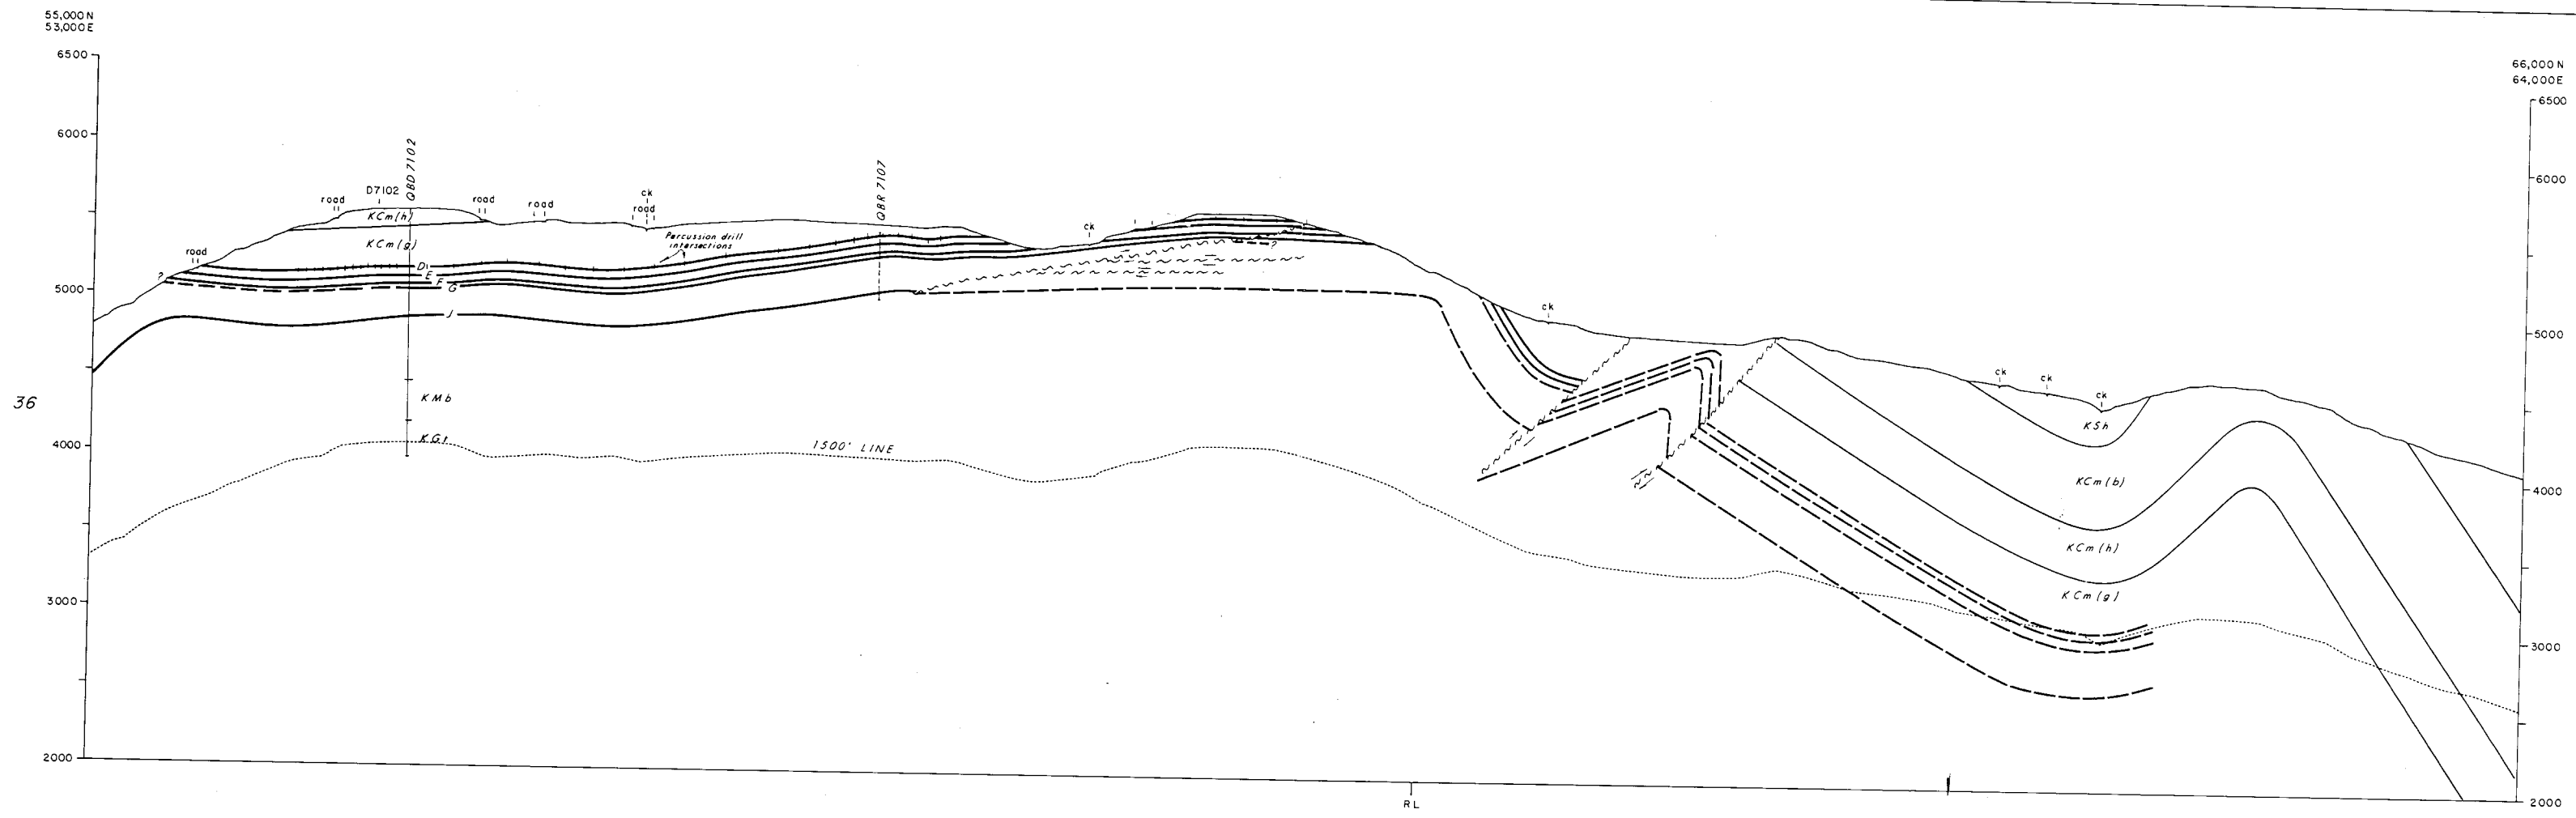 55,000 N
53,000 E
66,000 N
64,000 E
6500
6500
6000
6000
QBD 7102
QBR 7107
D7102
road
road
road
ck
road
KCm(h)
KCm(g)
road
Percussion drill
intersections
ck
?
?
D
E
F
G
J
5000
5000
ck
ck
ck
ck
36
KMb
KGt
4000
4000
1500' LINE
KSh
KCm(b)
KCm(h)
KCm(g)
3000
3000
2000
2000
RL